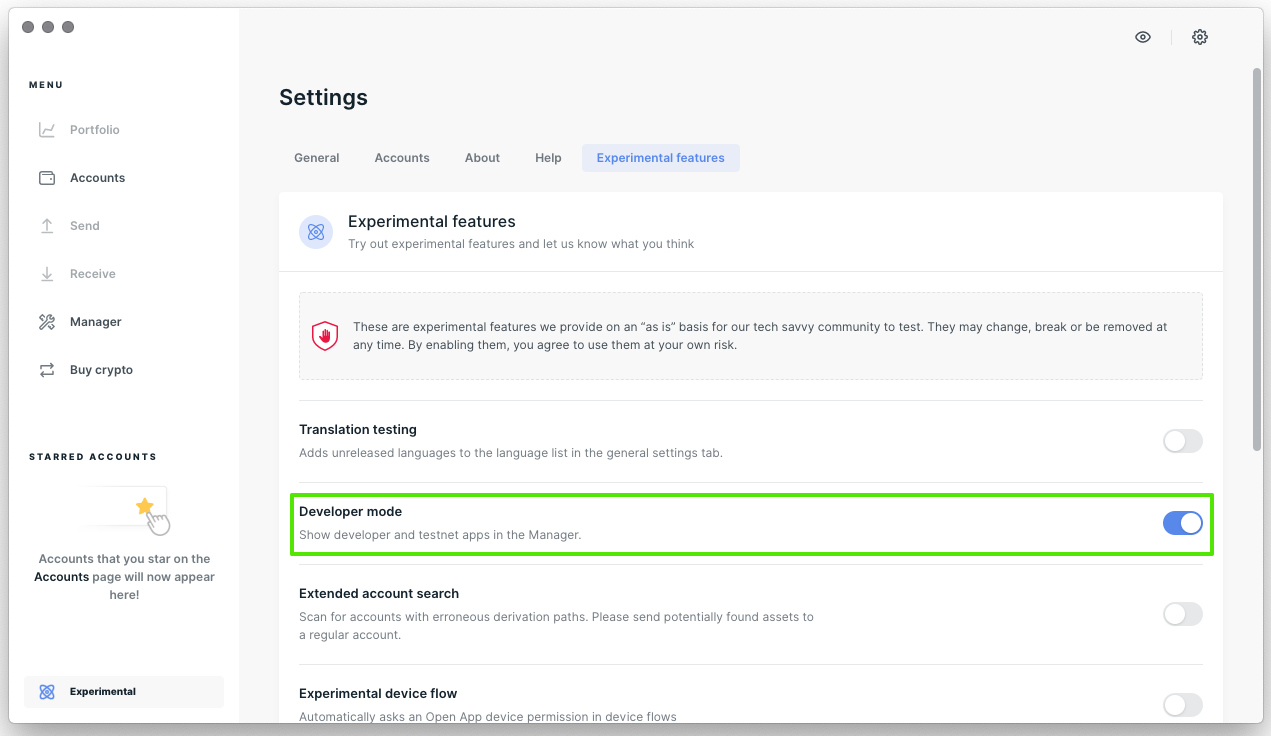 MENU
Portfolio
Accounts
Send
Receive
Manager
Buy crypto
STARRED ACCOUNTS
Accounts that you star on the
Accounts page will now appear
here!
Experimental
Settings
General Accounts About Help Experimental features
Experimental features
Try out experimental features and let us know what you think
These are experimental features we provide on an “as is” basis for our tech savvy community to test. They may change, break or be removed at
any time. By enabling them, you agree to use them at your own risk.
Translation testing
Adds unreleased languages to the language list in the general settings tab.
Developer mode
Show developer and testnet apps in the Manager.
Extended account search
Scan for accounts with erroneous derivation paths. Please send potentially found assets to
a regular account.
Experimental device flow
Automatically asks an Open App device permission in device flows